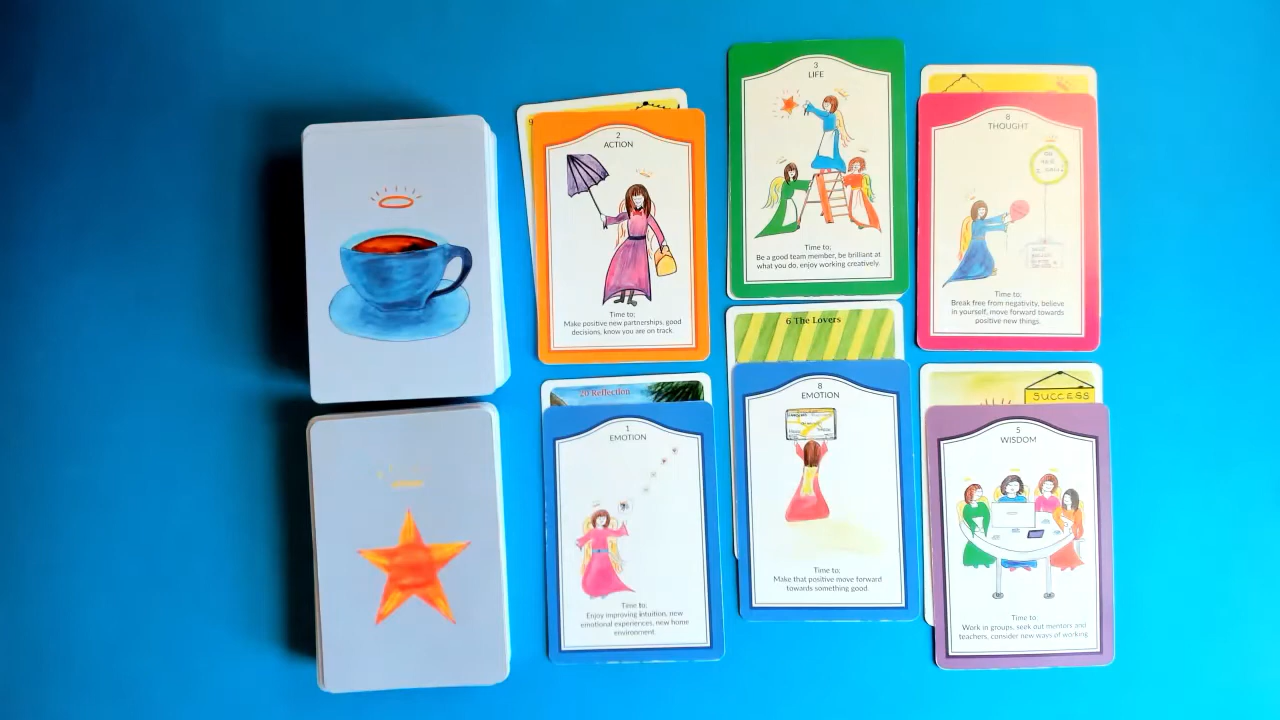 9
2
ACTION
Time to:
Make positive new partnerships, good
decisions, know you are on track.
3
LIFE
Time to:
Be a good team member, be brilliant at
what you do, enjoy working creatively.
8
THOUGHT
Time to:
Break free from negativity, believe
in yourself, move forward towards
positive new things.
20 Reflection
1
EMOTION
Time to:
Enjoy improving intuition, new
emotional experiences, new home
environment.
6 The Lovers
8
EMOTION
Time to:
Make that positive move forward
towards something good.
SUCCESS
5
WISDOM
Time to:
Work in groups, seek out mentors and
teachers, consider new ways of working